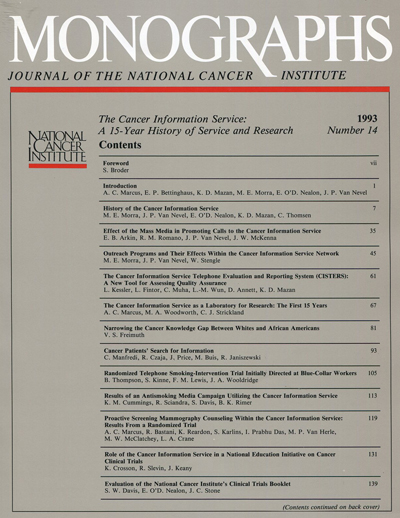 MONOGRAPHS
JOURNAL OF THE NATIONAL CANCER INSTITUTE
NATIONAL
CANCER
INSTITUTE
The Cancer Information Service:
A 15-Year History of Service and Research
1993
Number 14
Contents
Foreword vii
S. Broder
Introduction 1
A. C. Marcus, E. P. Bettinghaus, K. D. Mazan, M. E. Morra, E. O'D. Nealon, J. P. Van Nevel
History of the Cancer Information Service 7
M. E. Morra, J. P. Van Nevel, E. O'D. Nealon, K. D. Mazan, C. Thomsen
Effect of the Mass Media in Promoting Calls to the Cancer Information Service 35
E. B. Arkin, R. M. Romano, J. P. Van Nevel, J. W. McKenna
Outreach Programs and Their Effects Within the Cancer Information Service Network 45
M. E. Morra, J. P. Van Nevel, W. Stengle
The Cancer Information Service Telephone Evaluation and Reporting System (CISTERS): 61
A New Tool for Assessing Quality Assurance
L. Kessler, L. Fintor, C. Muha, L.-M. Wun, D. Annett, K. D. Mazan
The Cancer Information Service as a Laboratory for Research: The First 15 Years 67
A. C. Marcus, M. A. Woodworth, C. J. Strickland
Narrowing the Cancer Knowledge Gap Between Whites and African Americans 81
V. S. Freimuth
Cancer Patients' Search for Information 93
C. Manfredi, R. Czaja, J. Price, M. Buis, R. Janiszewski
Randomized Telephone Smoking-Intervention Trial Initially Directed at Blue-Collar Workers 105
B. Thompson, S. Kinne, F. M. Lewis, J. A. Wooldridge
Results of an Antismoking Media Campaign Utilizing the Cancer Information Service 113
K. M. Cummings, R. Sciandra, S. Davis, B. K. Rimer
Proactive Screening Mammography Counseling Within the Cancer Information Service: 119
Results From a Randomized Trial
A. C. Marcus, R. Bastani, K. Reardon, S. Karlins, I. Prabhu Das, M. P. Van Herle,
M. W. McClatchey, L. A. Crane
Role of the Cancer Information Service in a National Education Initiative on Cancer 131
Clinical Trials
K. Crosson, R. Slevin, J. Keany
Evaluation of the National Cancer Institute's Clinical Trials Booklet 139
S. W. Davis, E. O'D. Nealon, J. C. Stone
(Contents continued on back cover)